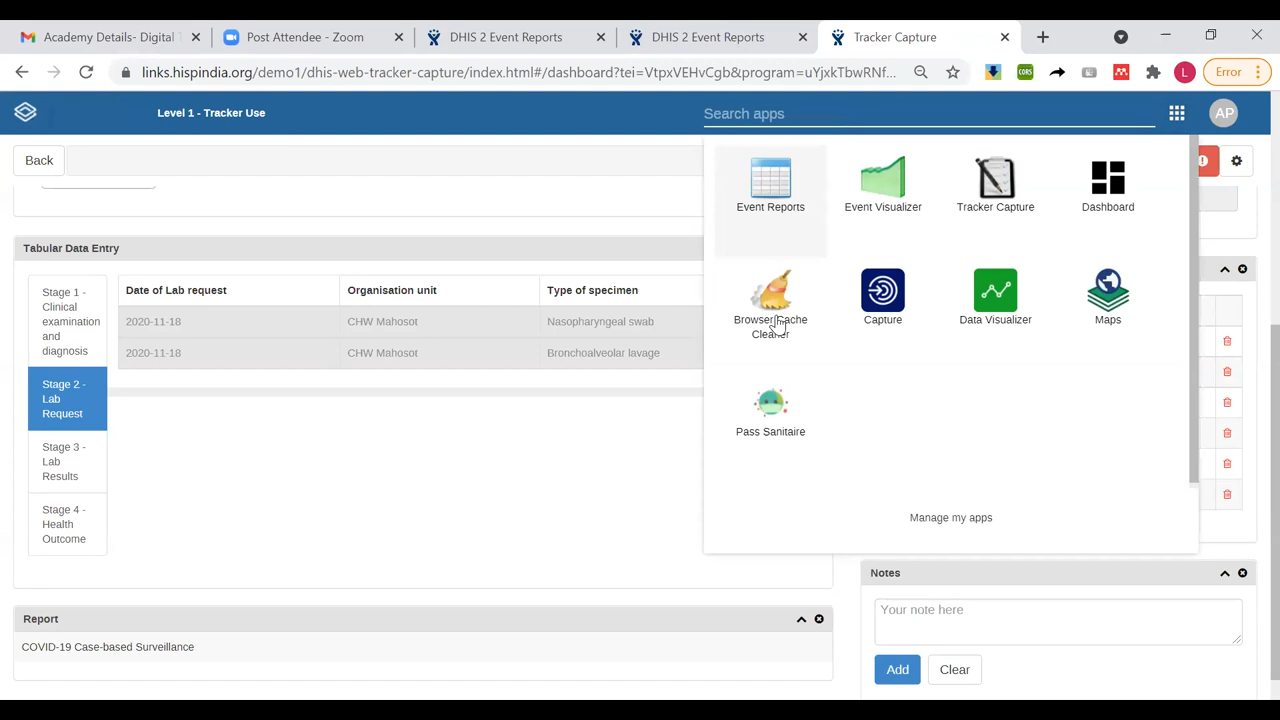 Academy Details- Digital
Post Attendee - Zoom
DHIS 2 Event Reports
DHIS 2 Event Reports
Tracker Capture
links.hispindia.org/demo1/dhis-web-tracker-capture/index.html#/dashboard?tei=VtpxVEHvCgb&program=uYjxkTbwRNf...
CORS
L
Error
Level 1 - Tracker Use
Search apps
AP
Back
Event Reports
Event Visualizer
Tracker Capture
Dashboard
Browser Cache
Cleaner
Capture
Data Visualizer
Maps
Pass Sanitaire
Manage my apps
Tabular Data Entry
Stage 1 -
Clinical
examination
and
diagnosis
Stage 2 -
Lab
Request
Stage 3 -
Lab
Results
Stage 4 -
Health
Outcome
Date of Lab request
Organisation unit
Type of specimen
2020-11-18
CHW Mahosot
Nasopharyngeal swab
2020-11-18
CHW Mahosot
Bronchoalveolar lavage
Report
COVID-19 Case-based Surveillance
Notes
Your note here
Add
Clear